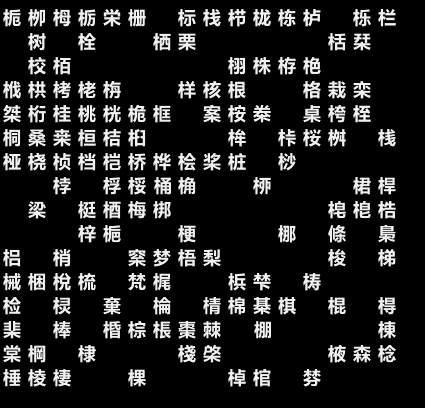 栀栁栂栃栄栅 标栈栉栊栋栌 栎栏
树 栓 栖栗 栝栞
校栢 栩株栫栬
栰栱栲栳栴 样核根 格栽栾
桀桁桂桃桄桅框 案桉桊 桌桍桎
桐桑桒桓桔桕 桙 桛桜桝 桟
桠桡桢档桤桥桦桧桨桩 桫
桲 桴桵桶桷 桺 桾桿
梁 梃梄梅梆 梍梎梏
梓梔 梗 梛 條 梟
梠 梢 梥梦梧梨 梭 梯
械梱梲梳 梵梶 梹梺 梼
检 棂 棄 棆 棈棉棊棋 棍 棏
棐 棒 棔棕棖棗棘 棚 棟
棠棡 棣 棧棨 棭森棯
棰棱棲 棵 棹棺 棼